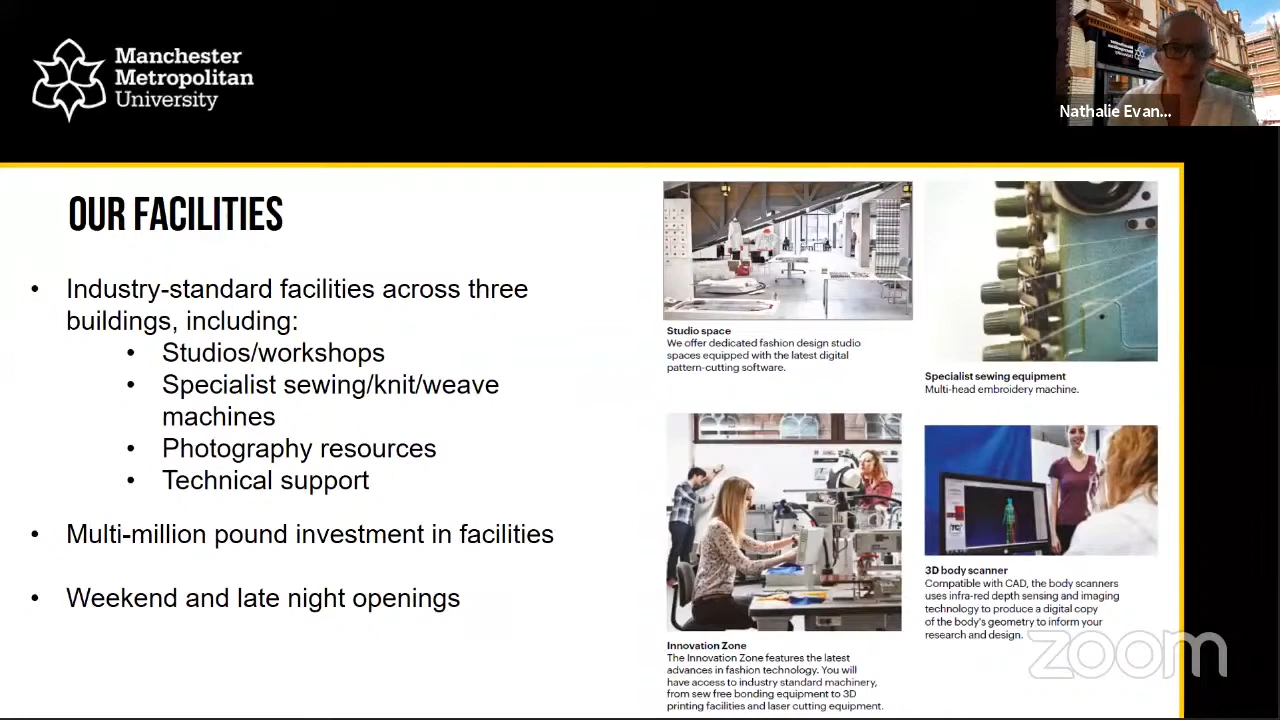 Manchester
Metropolitan
University
Nathalie Evan...
OUR FACILITIES
• Industry-standard facilities across three
buildings, including:
• Studios/workshops
• Specialist sewing/knit/weave
machines
• Photography resources
• Technical support
• Multi-million pound investment in facilities
• Weekend and late night openings
Studio space
We offer dedicated fashion design studio
spaces equipped with the latest digital
pattern-cutting software.
Specialist sewing equipment
Multi-head embroidery machine.
Innovation Zone
The Innovation Zone features the latest
advances in fashion technology. You will
have access to industry standard machinery,
from sew free bonding equipment to 3D
printing facilities and laser cutting equipment.
3D body scanner
Compatible with CAD, the body scanners
uses infra-red depth sensing and imaging
technology to produce a digital copy
of the body's geometry to inform your
research and design.
zoom